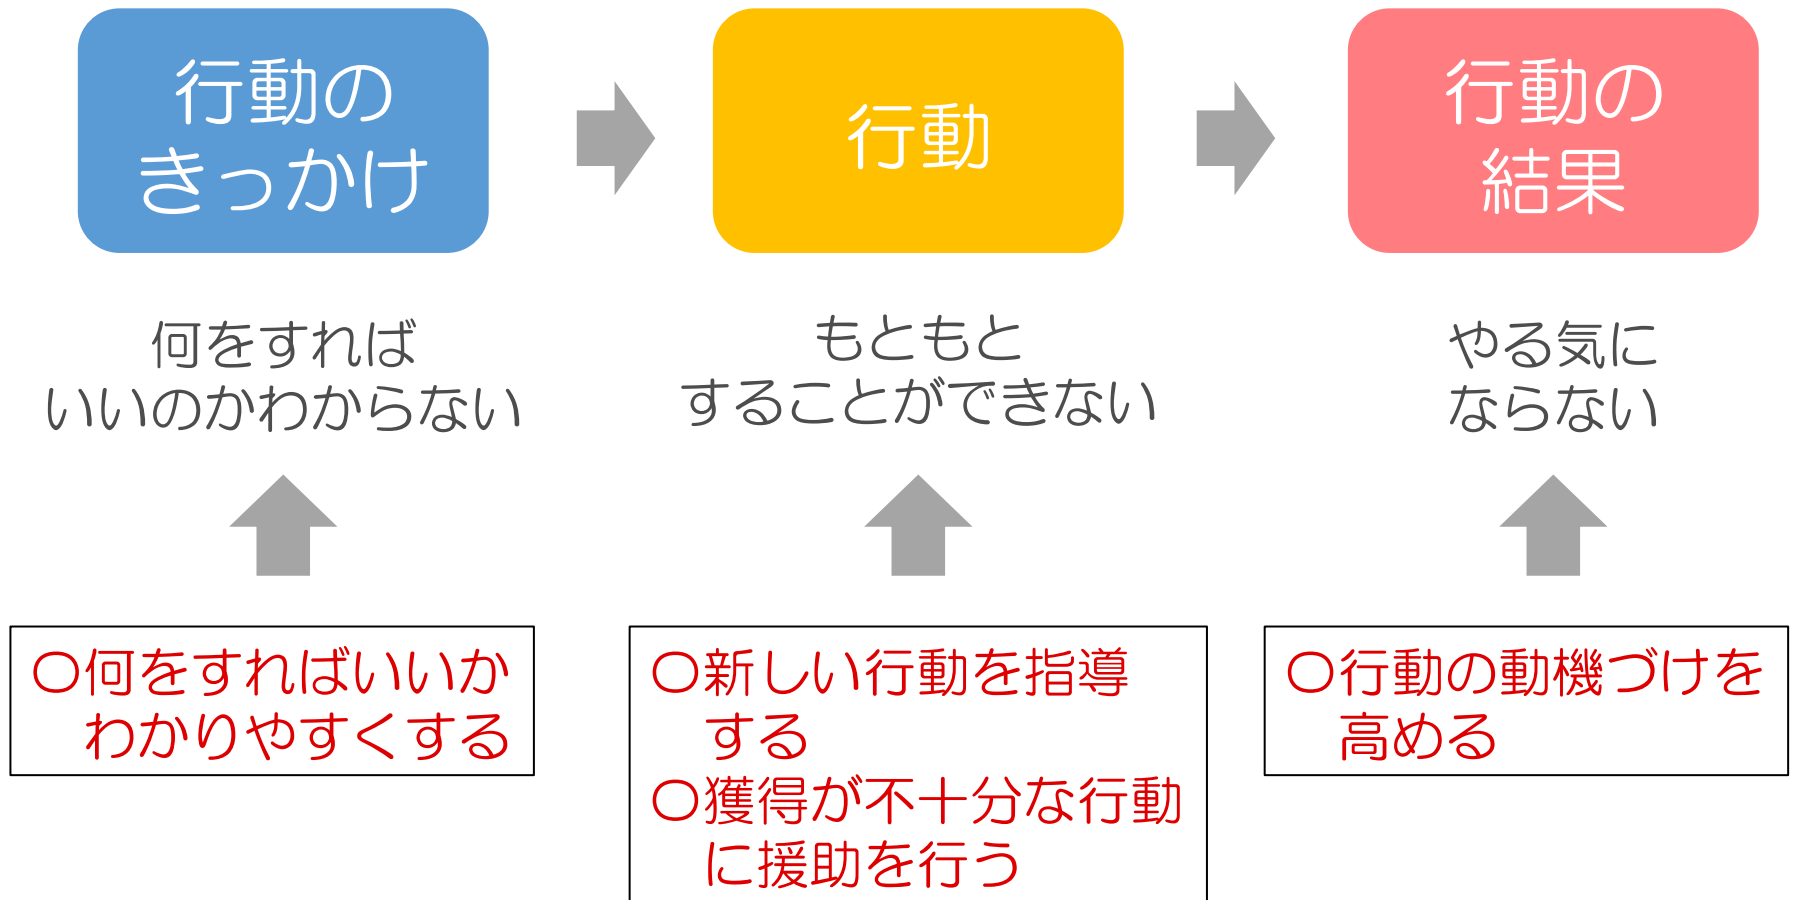 行動の
きっかけ
行動
行動の
結果
何をすれば
いいのかわからない
もともと
することができない
やる気に
ならない
〇何をすればいいか
わかりやすくする
〇新しい行動を指導
する
〇獲得が不十分な行動
に援助を行う
〇行動の動機づけを
高める